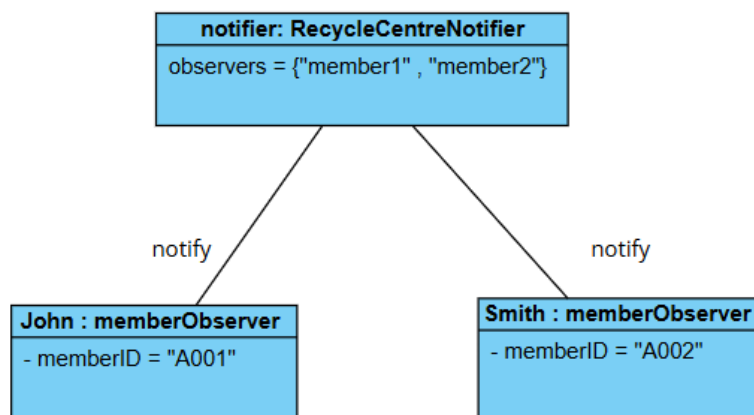 notifier: RecycleCentreNotifier
observers = {"member1" , "member2"}
notify
notify
John : memberObserver
- memberID = "A001"
Smith : memberObserver
- memberID = "A002"